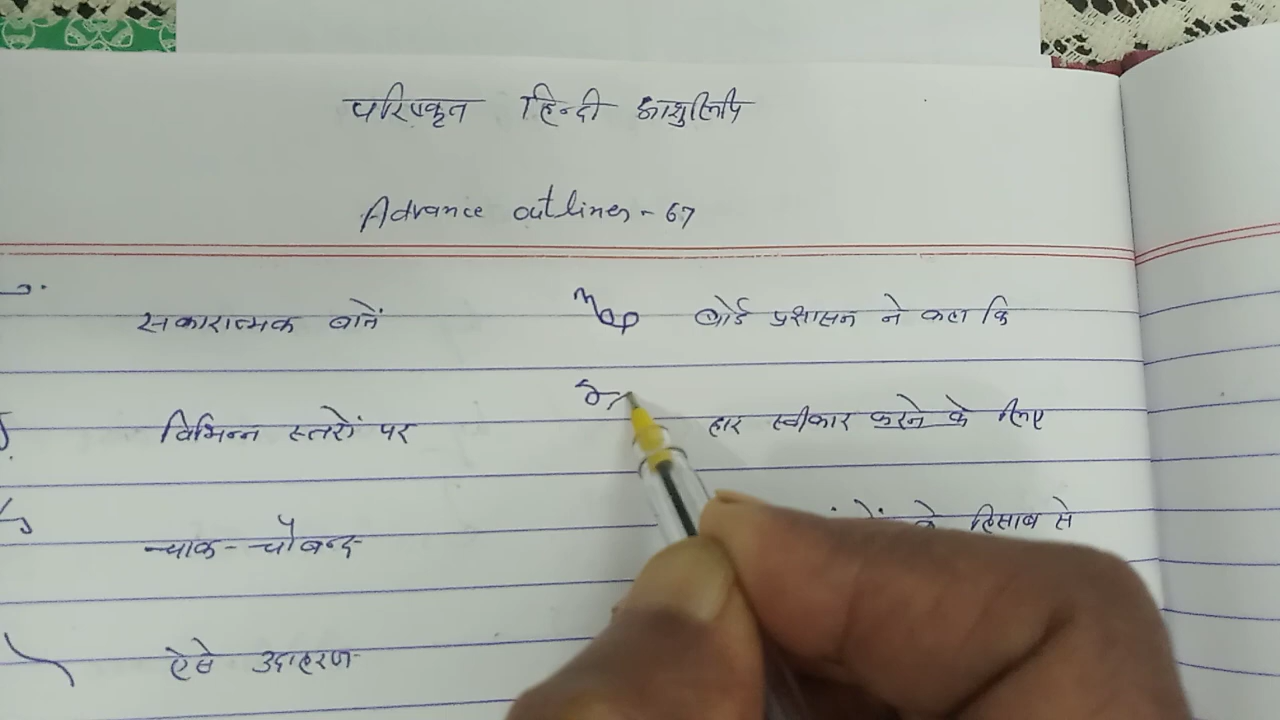 परिष्कृत हिन्दी आशुलिपि
Advance outlines - 67
सकारात्मक बातें बोर्ड प्रशासन ने कहा कि
विभिन्न स्तरों पर हार स्वीकार करने के लिए
चाक-चौबन्द के हिसाब से
ऐसे उदाहरण